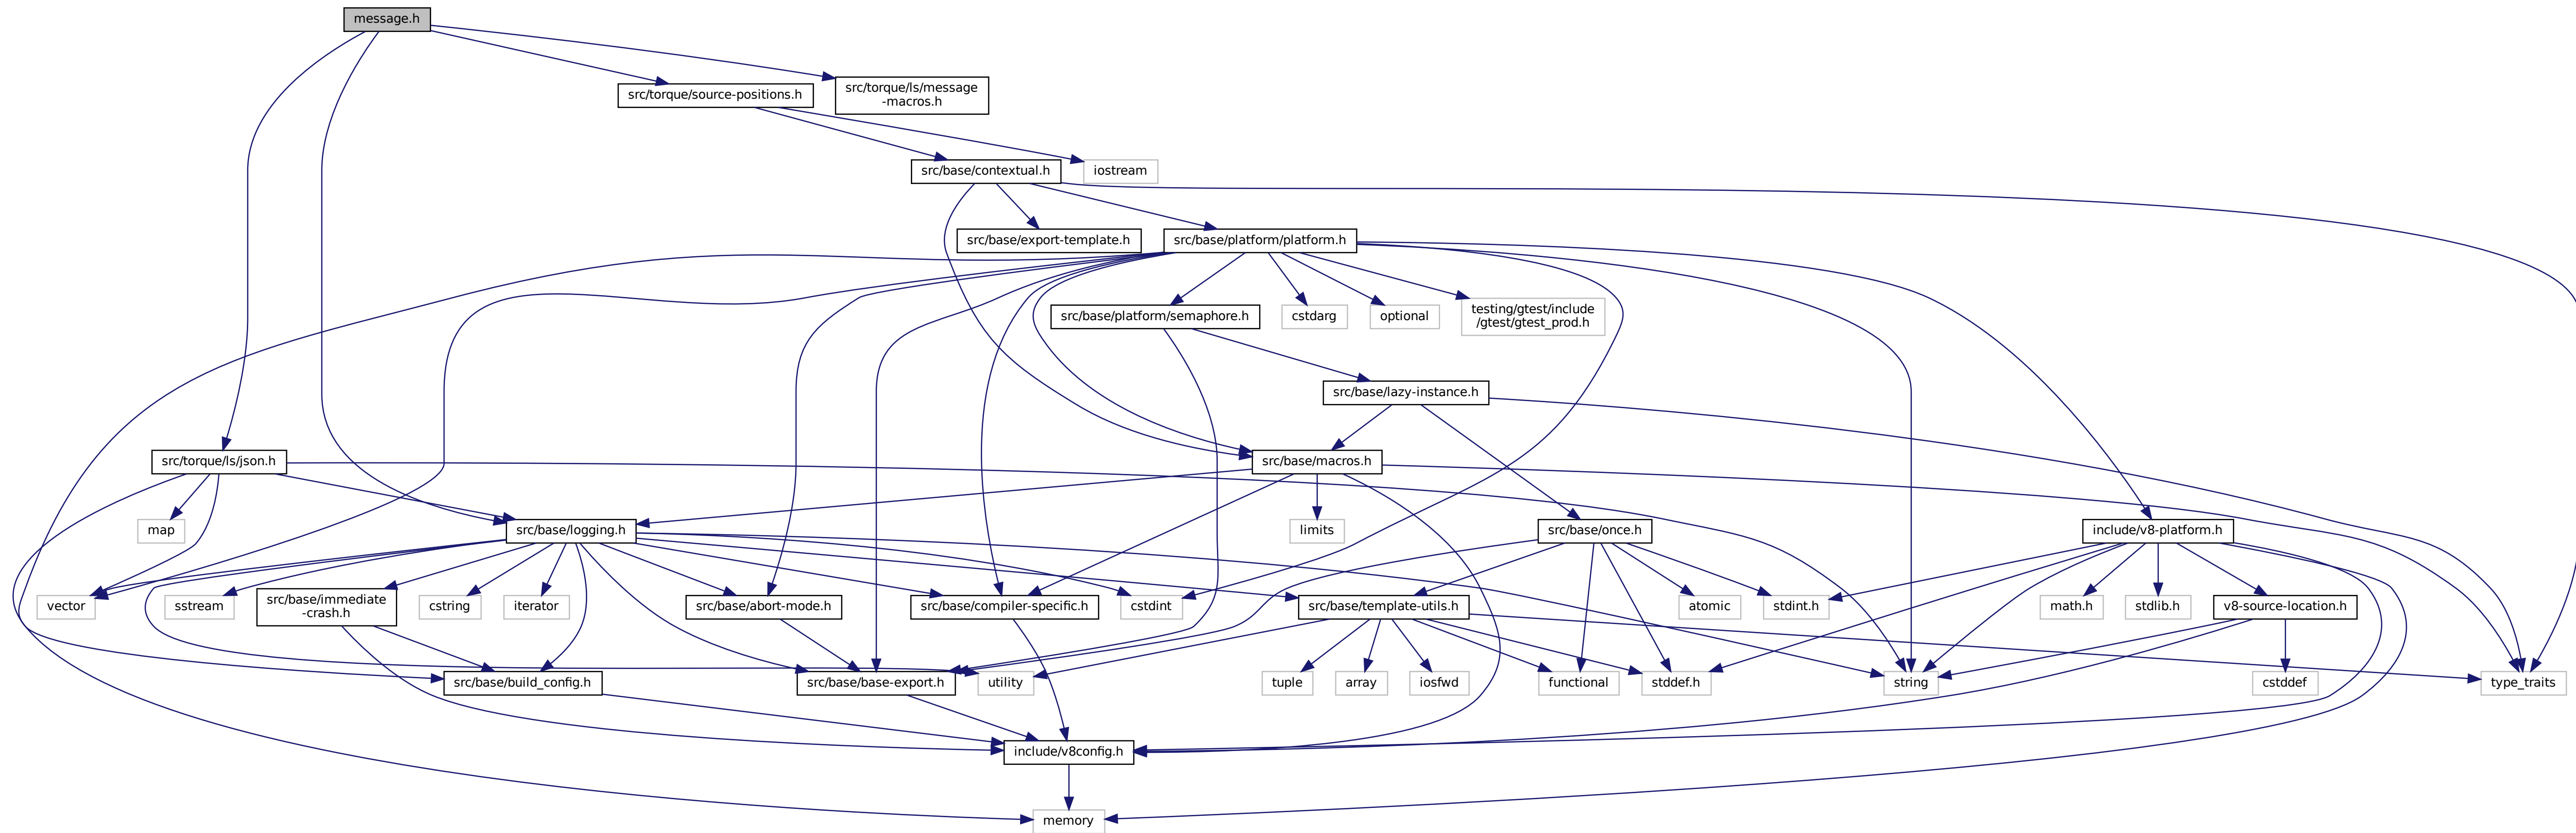 message.h
src/torque/source-positions.h
src/torque/ls/message
-macros.h
src/base/contextual.h
iostream
src/base/export-template.h
src/base/platform/platform.h
src/base/platform/semaphore.h
cstdarg
optional
testing/gtest/include
/gtest/gtest_prod.h
src/base/lazy-instance.h
src/torque/ls/json.h
src/base/macros.h
map
src/base/logging.h
limits
src/base/once.h
include/v8-platform.h
vector
sstream
src/base/immediate
-crash.h
cstring
iterator
src/base/abort-mode.h
src/base/compiler-specific.h
cstdint
src/base/template-utils.h
atomic
stdint.h
math.h
stdlib.h
v8-source-location.h
src/base/build_config.h
src/base/base-export.h
utility
tuple
array
iosfwd
functional
stddef.h
string
cstddef
type_traits
include/v8config.h
memory